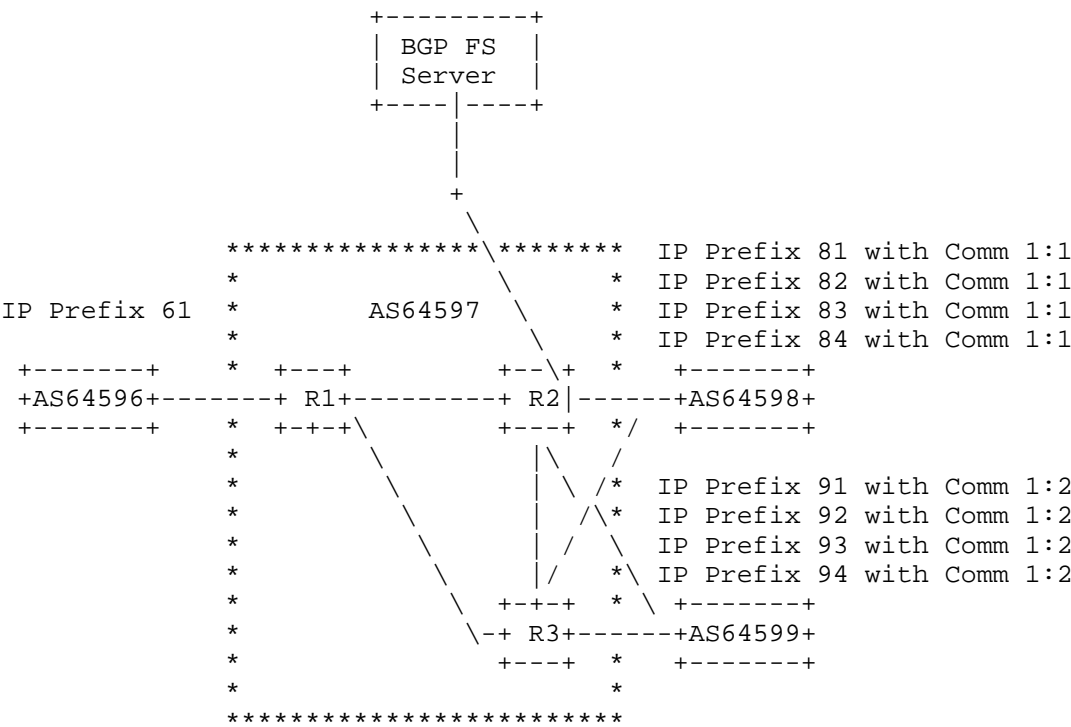 BGP FS
Server
IP Prefix 81 with Comm 1:1
IP Prefix 82 with Comm 1:1
IP Prefix 61 AS64597 IP Prefix 83 with Comm 1:1
IP Prefix 84 with Comm 1:1
AS64596 R1 R2 AS64598
IP Prefix 91 with Comm 1:2
IP Prefix 92 with Comm 1:2
IP Prefix 93 with Comm 1:2
IP Prefix 94 with Comm 1:2
R3 AS64599